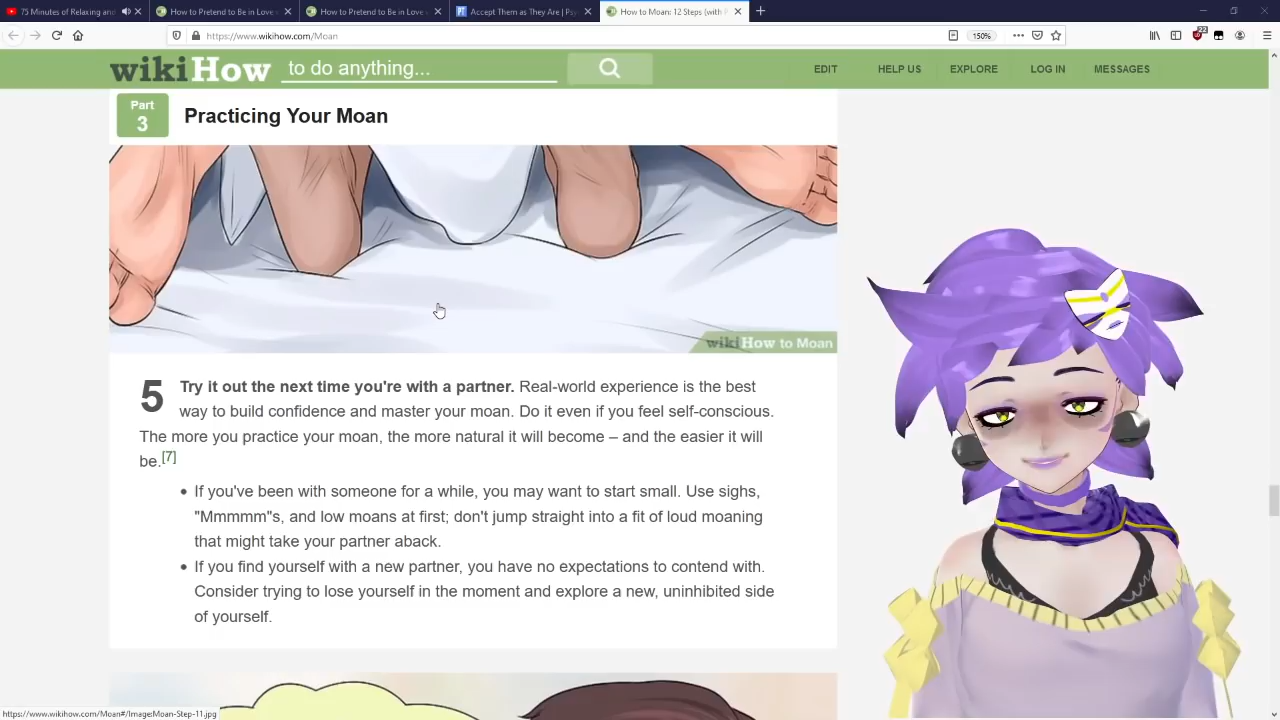 75 Minutes of Relaxing and
How to Pretend to Be in Love
How to Pretend to Be in Love
Accept Them as They Are | Psy
How to Moan: 12 Steps (with P
https://www.wikihow.com/Moan
150%
wikiHow to do anything...
EDIT HELP US EXPLORE LOG IN MESSAGES
Part
3
Practicing Your Moan
wikiHow to Moan
5 Try it out the next time you're with a partner. Real-world experience is the best
way to build confidence and master your moan. Do it even if you feel self-conscious.
The more you practice your moan, the more natural it will become – and the easier it will
be.[7]
• If you've been with someone for a while, you may want to start small. Use sighs,
"Mmmmm"s, and low moans at first; don't jump straight into a fit of loud moaning
that might take your partner aback.
• If you find yourself with a new partner, you have no expectations to contend with.
Consider trying to lose yourself in the moment and explore a new, uninhibited side
of yourself.
https://www.wikihow.com/Moan#/Image:Moan-Step-11.jpg